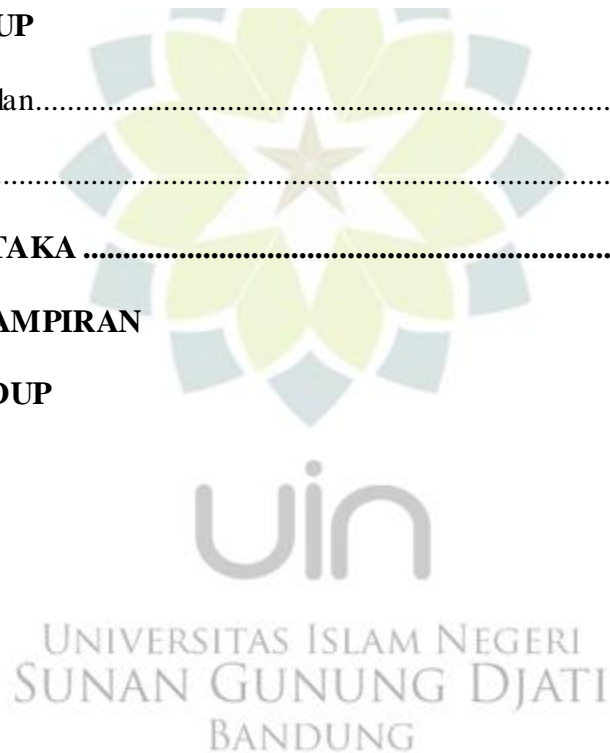 UP
lan....................................................................................
........................................................................................
TAKA ..................................................................
AMPIRAN
DUP
uin
UNIVERSITAS ISLAM NEGERI
SUNAN GUNUNG DJATI
BANDUNG